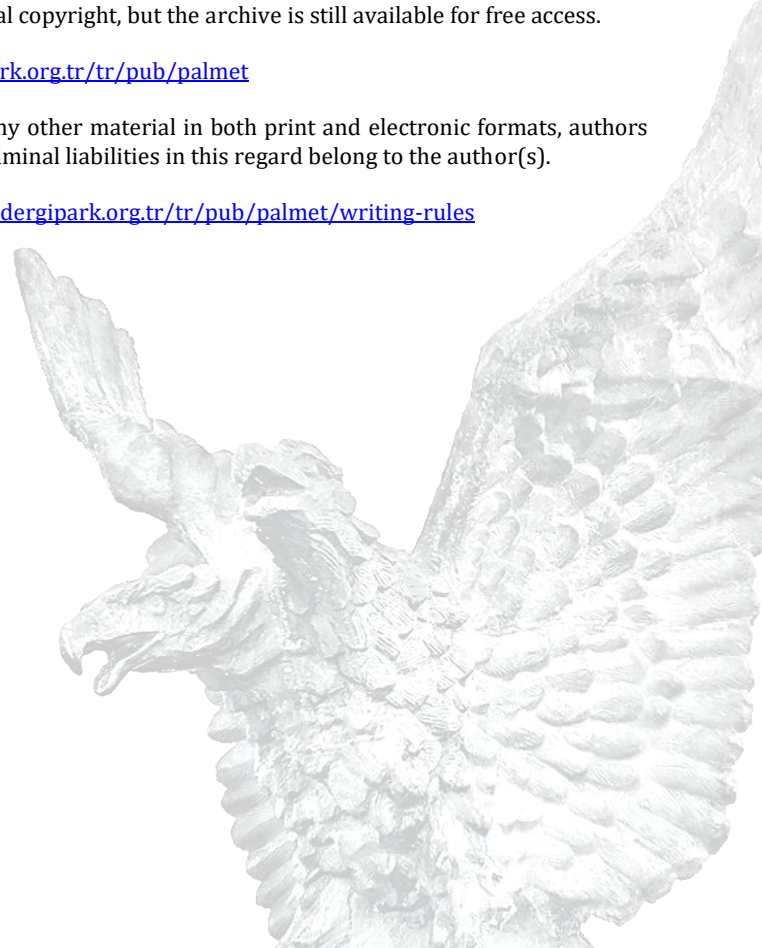 al copyright, but the archive is still available for free access.
rk.org.tr/tr/pub/palmet
ny other material in both print and electronic formats, authors
iminal liabilities in this regard belong to the author(s).
dergipark.org.tr/tr/pub/palmet/writing-rules